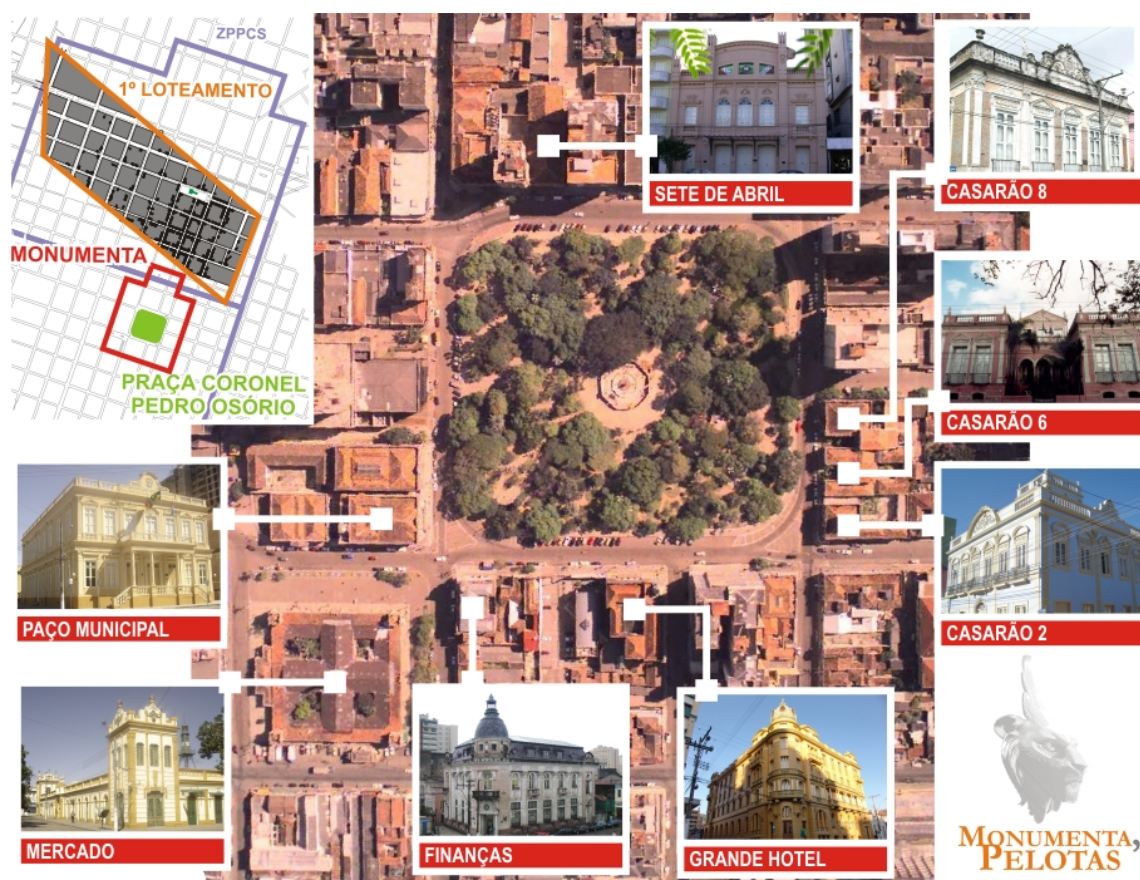 ZPPCS
1º LOTEAMENTO
MONUMENTA
PRAÇA CORONEL
PEDRO OSÓRIO
SETE DE ABRIL
CASARÃO 8
CASARÃO 6
PAÇO MUNICIPAL
CASARÃO 2
MERCADO
FINANÇAS
GRANDE HOTEL
MONUMENTA,
PELOTAS